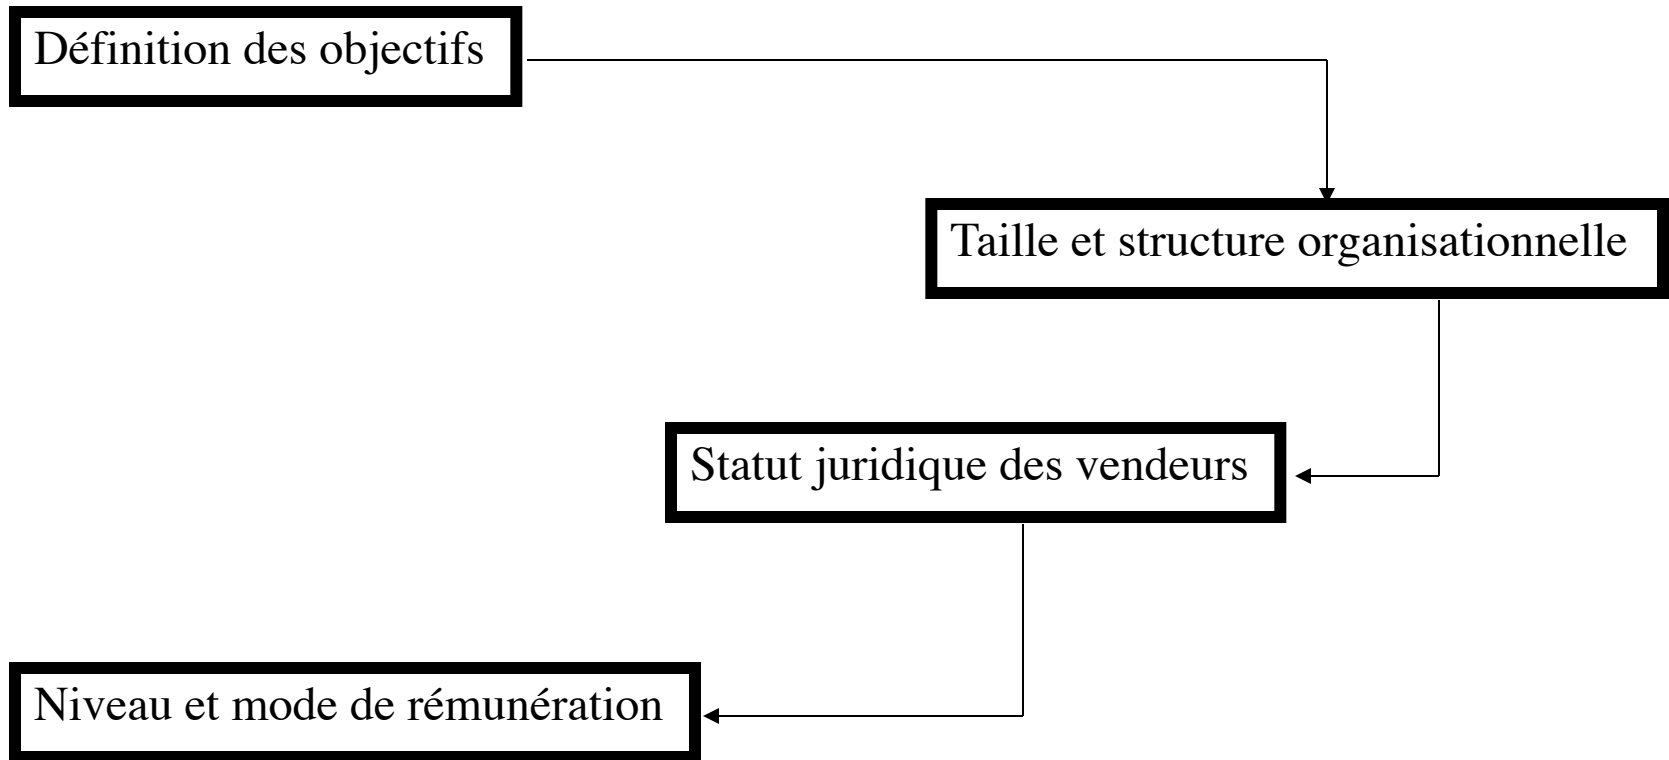 Définition des objectifs
Taille et structure organisationnelle
Statut juridique des vendeurs
Niveau et mode de rémunération